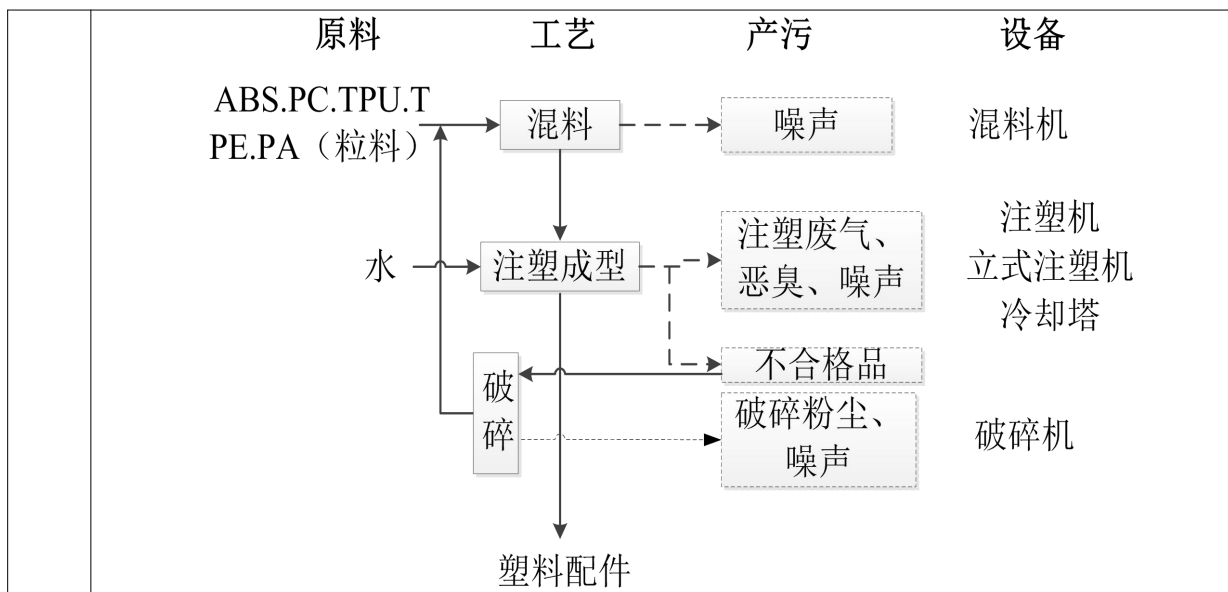 原料 工艺 产污 设备
ABS.PC.TPU.T
PE.PA（粒料）
混料
噪声
混料机
水
注塑成型
注塑废气、
恶臭、噪声
注塑机
立式注塑机
冷却塔
不合格品
破
碎
破碎粉尘、
噪声
破碎机
塑料配件